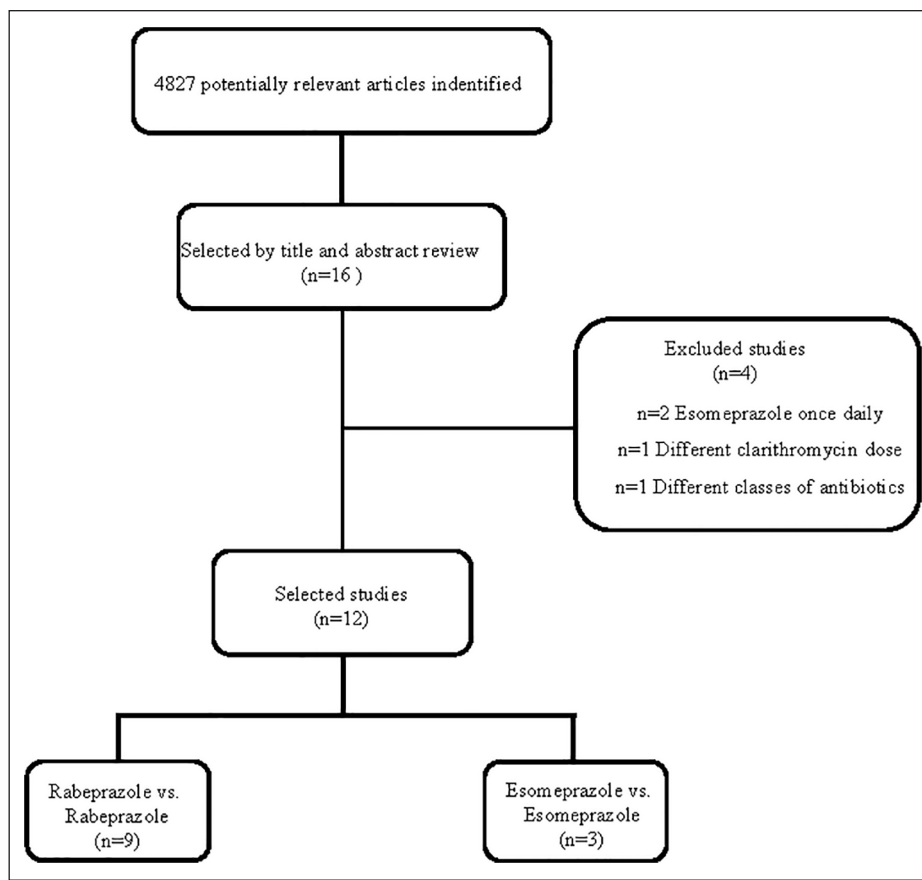 4827 potentially relevant articles indentified
Selected by title and abstract review
(n=16 )
Excluded studies
(n=4)
n=2 Esomeprazole once daily
n=1 Different clarithromycin dose
n=1 Different classes of antibiotics
Selected studies
(n=12)
Rabeprazole vs.
Rabeprazole
(n=9)
Esomeprazole vs.
Esomeprazole
(n=3)